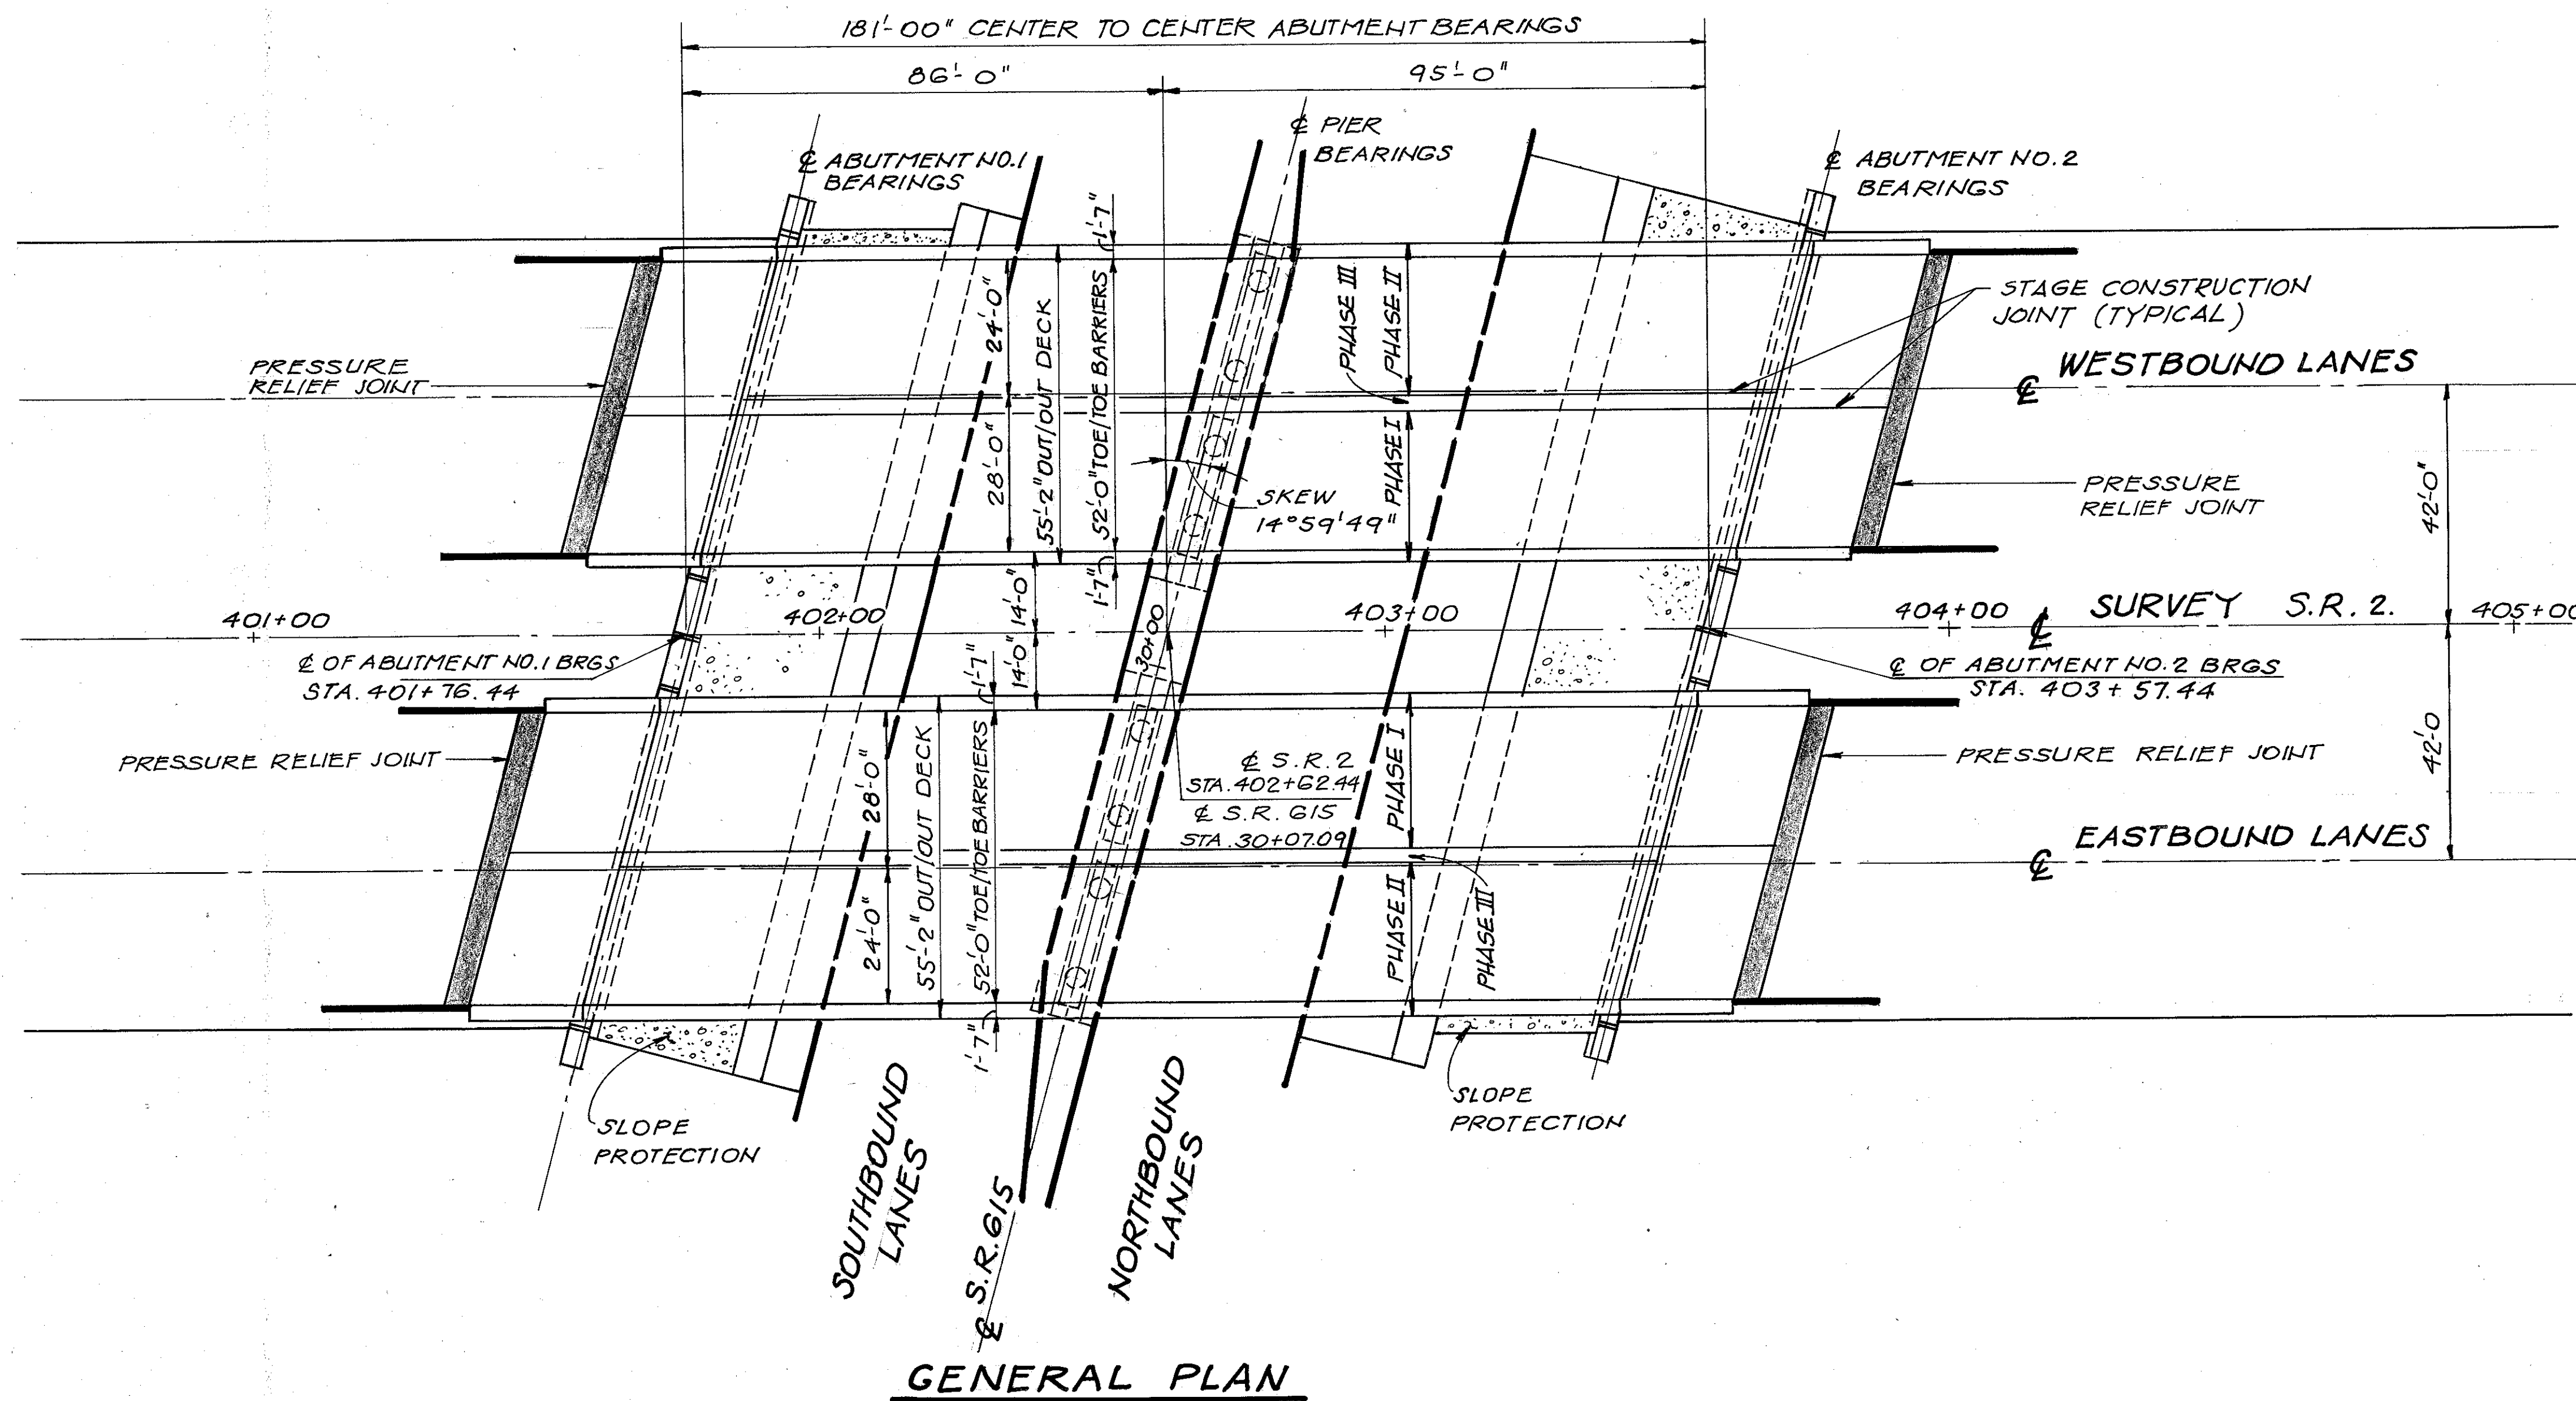 181'-00" CENTER TO CENTER ABUTMENT BEARINGS
86'-0"
95'-0"
℄ PIER
BEARINGS
℄ ABUTMENT NO.1
BEARINGS
℄ ABUTMENT NO.2
BEARINGS
1'-7"
24'-0"
55'-2" OUT/OUT DECK
52'-0" TOE/TOE BARRIERS
PHASE III
PHASE II
STAGE CONSTRUCTION
JOINT (TYPICAL)
PRESSURE
RELIEF JOINT
℄ WESTBOUND LANES
28'-0"
PHASE I
SKEW
14°59'49"
PRESSURE
RELIEF JOINT
42'-0"
1'-7"
14'-0"
401+00
402+00
30+00
403+00
404+00
℄ SURVEY S.R. 2.
405+00
℄ OF ABUTMENT NO.1 BRGS
STA. 401+76.44
14'-0"
1'-7"
℄ OF ABUTMENT NO.2 BRGS
STA. 403+57.44
42'-0
PRESSURE RELIEF JOINT
28'-0"
55'-2" OUT/OUT DECK
52'-0" TOE/TOE BARRIERS
℄ S.R.2
STA.402+62.44
℄ S.R. 615
STA.30+07.09
PHASE I
PRESSURE RELIEF JOINT
℄ EASTBOUND LANES
24'-0"
PHASE II
PHASE III
1'-7"
SLOPE
PROTECTION
SLOPE
PROTECTION
SOUTHBOUND
LANES
℄ S.R.615
NORTHBOUND
LANES
GENERAL PLAN